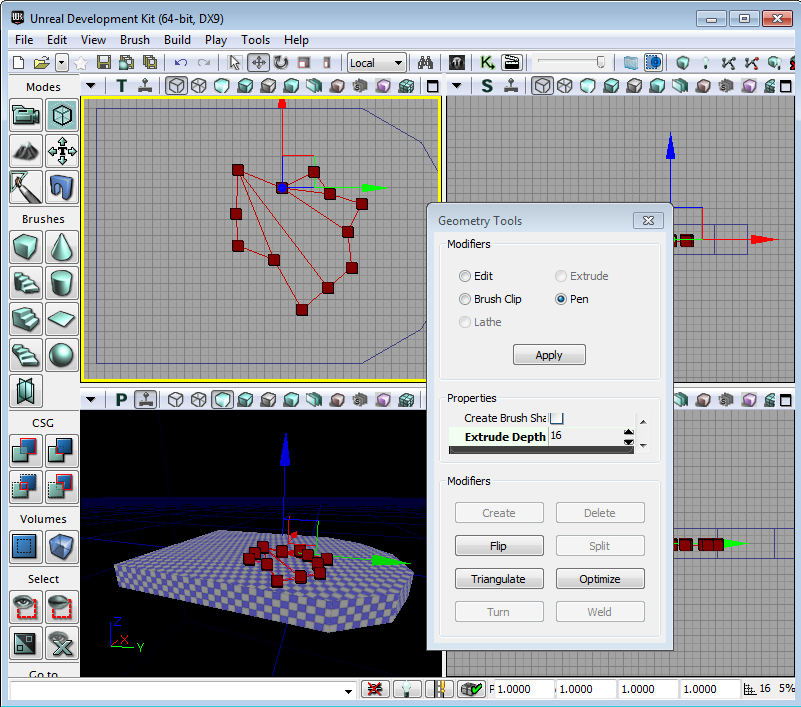 Unreal Development Kit (64-bit, DX9)
File Edit View Brush Build Play Tools Help
Local
Modes
T
S
Brushes
Geometry Tools
Modifiers
Edit Extrude
Brush Clip Pen
Lathe
Apply
P
Properties
Create Brush Sha
Extrude Depth 16
CSG
Modifiers
Create Delete
Flip Split
Triangulate Optimize
Turn Weld
Volumes
Select
Z
X
Y
Go to
P 1.0000 1.0000 1.0000 1.0000 16 5%